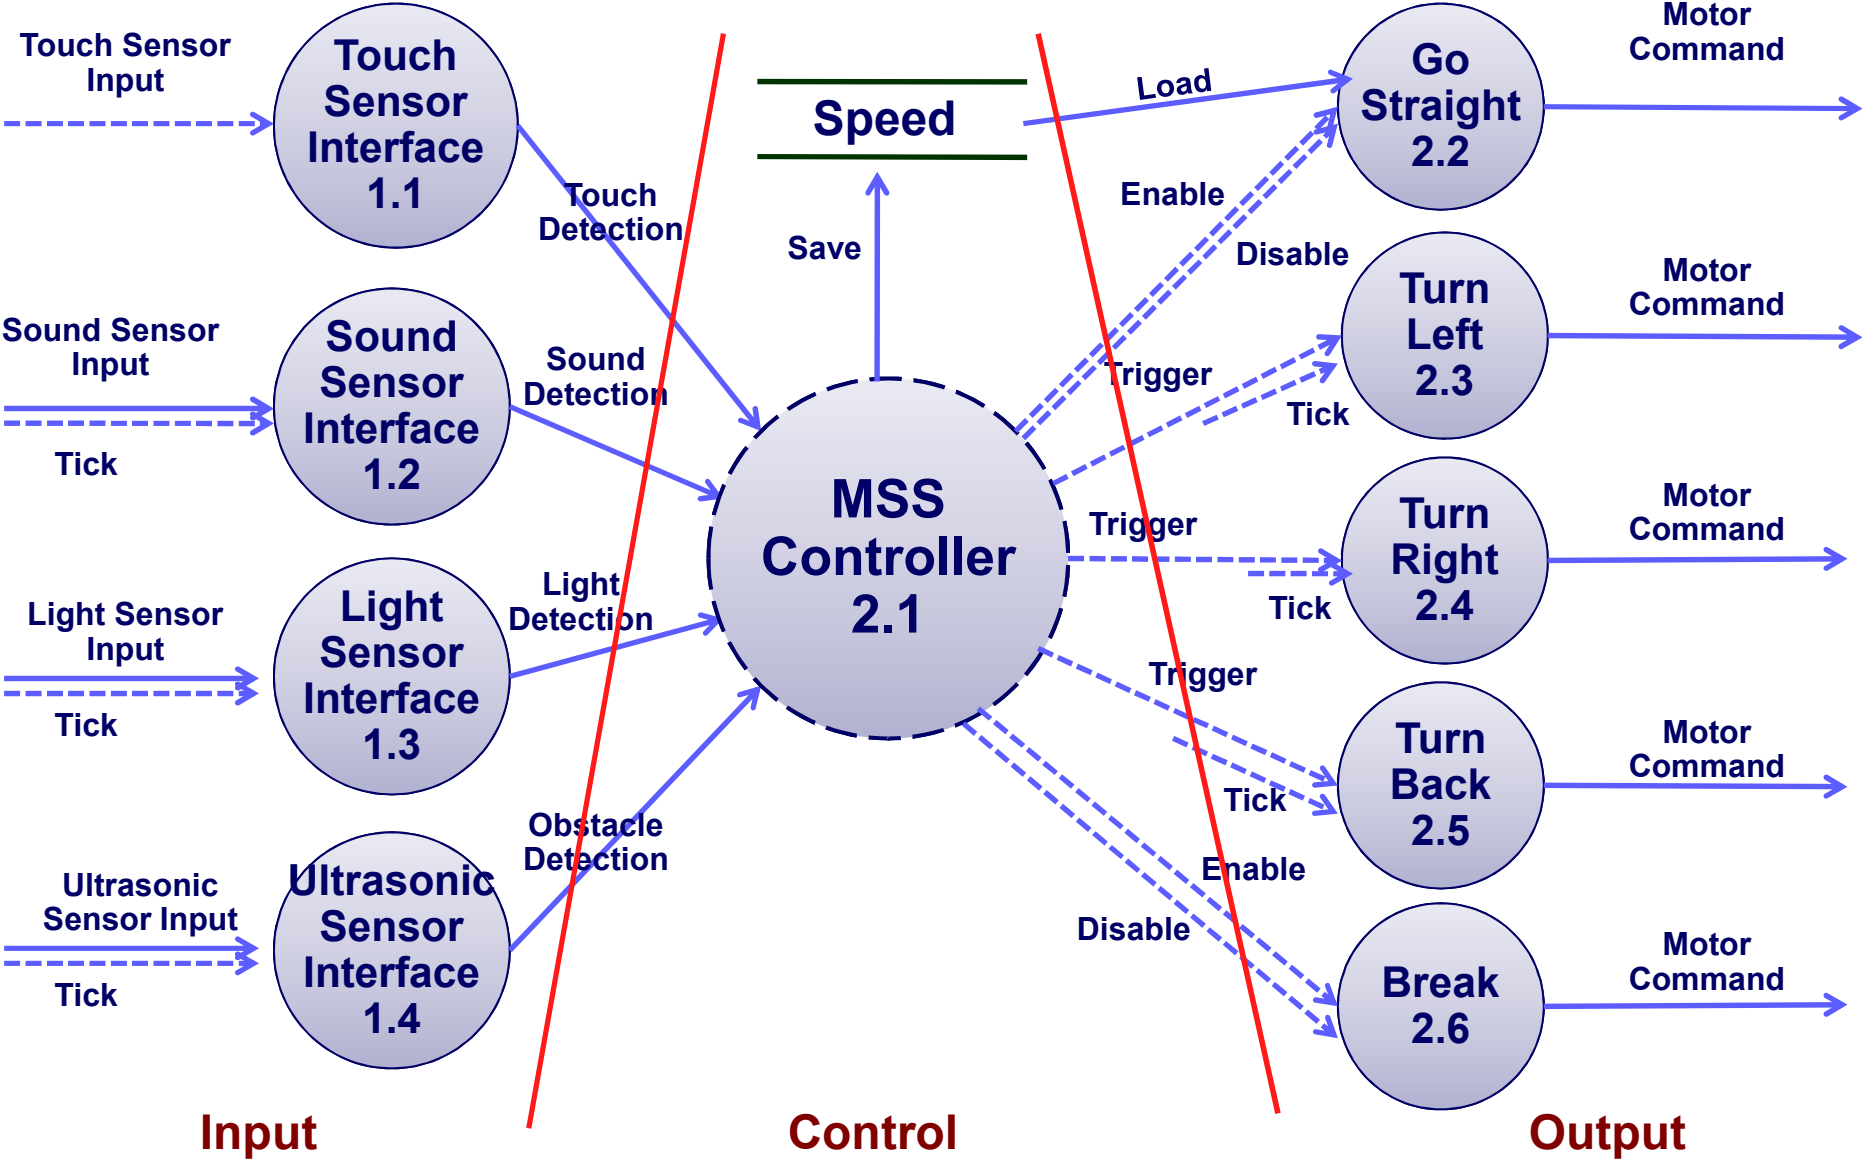 Touch Sensor
Input
Touch
Sensor
Interface
1.1
Touch
Detection
Sound Sensor
Input
Tick
Sound
Sensor
Interface
1.2
Sound
Detection
Light Sensor
Input
Tick
Light
Sensor
Interface
1.3
Light
Detection
Ultrasonic
Sensor Input
Tick
Ultrasonic
Sensor
Interface
1.4
Obstacle
Detection
Speed
Save
MSS
Controller
2.1
Load
Enable
Disable
Go
Straight
2.2
Motor
Command
Trigger
Tick
Turn
Left
2.3
Motor
Command
Trigger
Tick
Turn
Right
2.4
Motor
Command
Trigger
Tick
Turn
Back
2.5
Motor
Command
Enable
Disable
Break
2.6
Motor
Command
Input
Control
Output